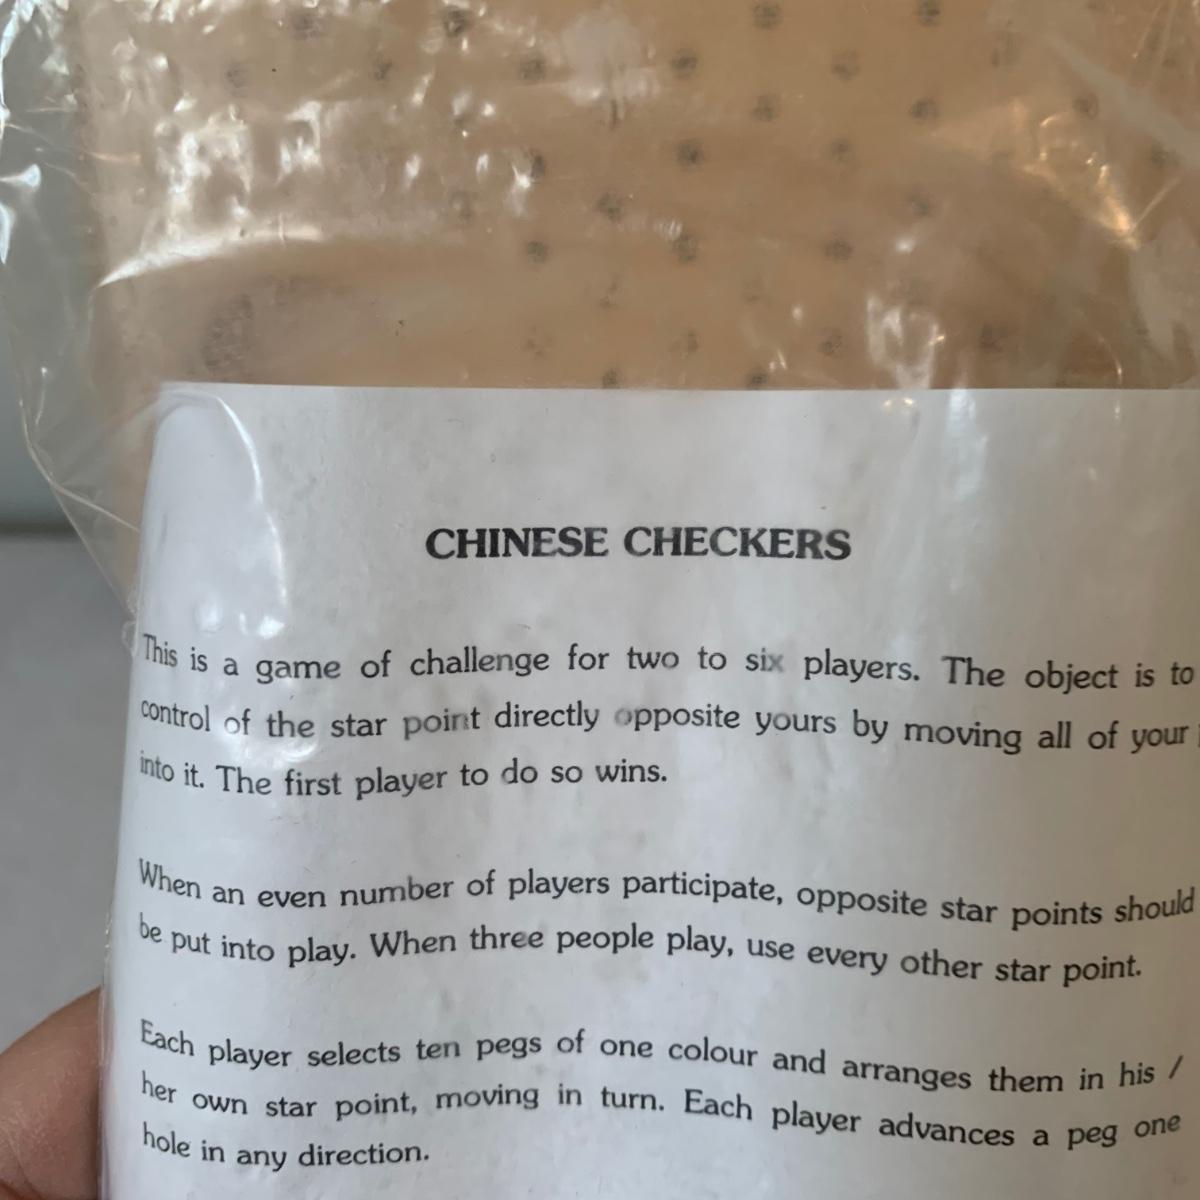 CHINESE CHECKERS
This is a game of challenge for two to six players. The object is to
control of the star point directly opposite yours by moving all of your
into it. The first player to do so wins.
When an even number of players participate, opposite star points should
be put into play. When three people play, use every other star point.
Each player selects ten pegs of one colour and arranges them in his /
her own star point, moving in turn. Each player advances a peg one
hole in any direction.